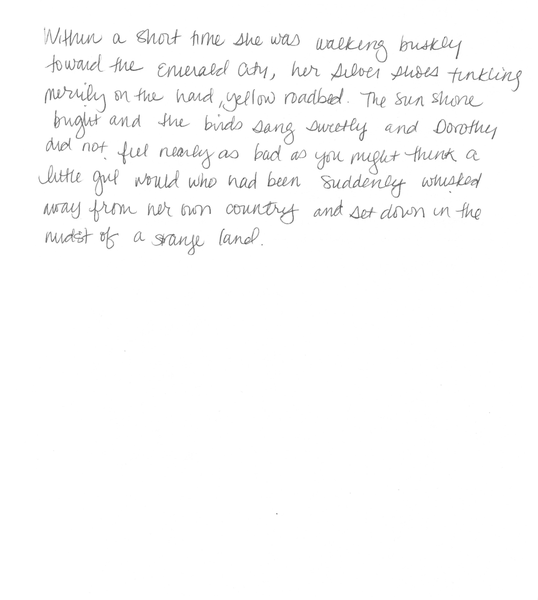 Within a short time she was walking briskly
toward the Emerald City, her Silver Shoes tinkling
merrily on the hard, yellow roadbed. The sun shone
bright and the birds sang sweetly and Dorothy
did not feel nearly as bad as you might think a
little girl would who had been suddenly whisked
away from her own country and set down in the
midst of a srange land.